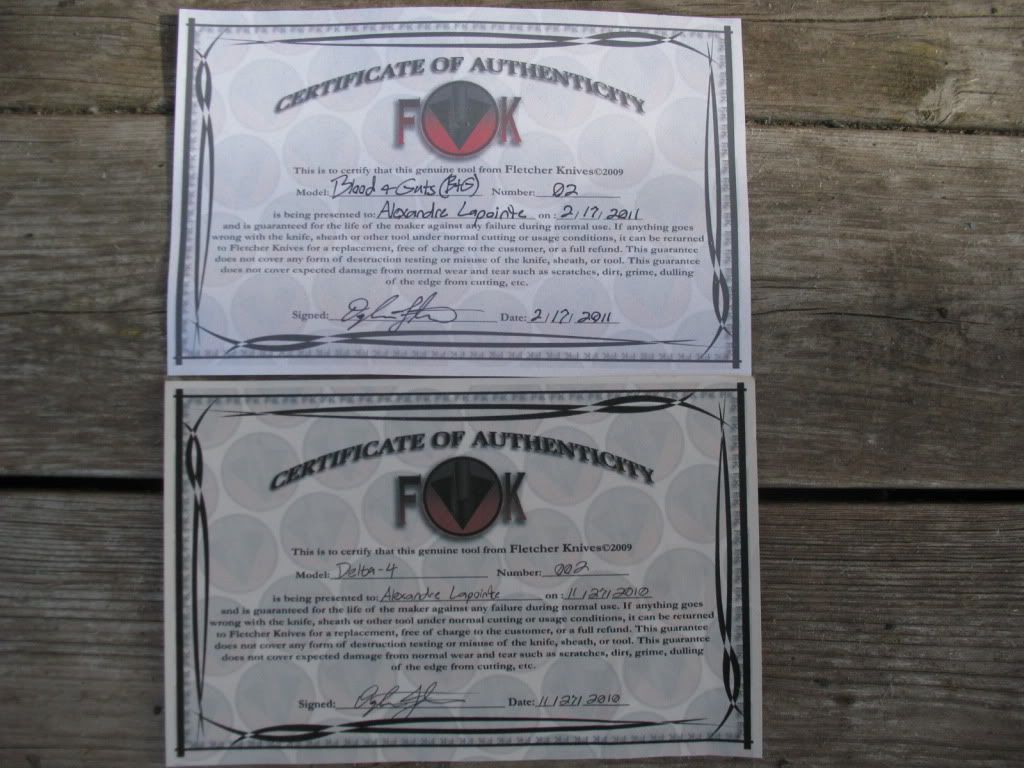 CERTIFICATE OF AUTHENTICITY
F K
This is to certify that this genuine tool from Fletcher Knives©2009
Model: Blood & Guts (B&G) Number: 02
is being presented to: Alexandre Lapointe on : 2/17/2011
and is guaranteed for the life of the maker against any failure during normal use. If anything goes
wrong with the knife, sheath or other tool under normal cutting or usage conditions, it can be returned
to Fletcher Knives for a replacement, free of charge to the customer, or a full refund. This guarantee
does not cover any form of destruction testing or misuse of the knife, sheath, or tool. This guarantee
does not cover expected damage from normal wear and tear such as scratches, dirt, grime, dulling
of the edge from cutting, etc.
Signed: Date: 2/17/2011
CERTIFICATE OF AUTHENTICITY
F K
This is to certify that this genuine tool from Fletcher Knives©2009
Model: Delta-4 Number: 002
is being presented to: Alexandre Lapointe on : 11/27/2010
and is guaranteed for the life of the maker against any failure during normal use. If anything goes
wrong with the knife, sheath or other tool under normal cutting or usage conditions, it can be returned
to Fletcher Knives for a replacement, free of charge to the customer, or a full refund. This guarantee
does not cover any form of destruction testing or misuse of the knife, sheath, or tool. This guarantee
does not cover expected damage from normal wear and tear such as scratches, dirt, grime, dulling
of the edge from cutting, etc.
Signed: Date: 11/27/2010